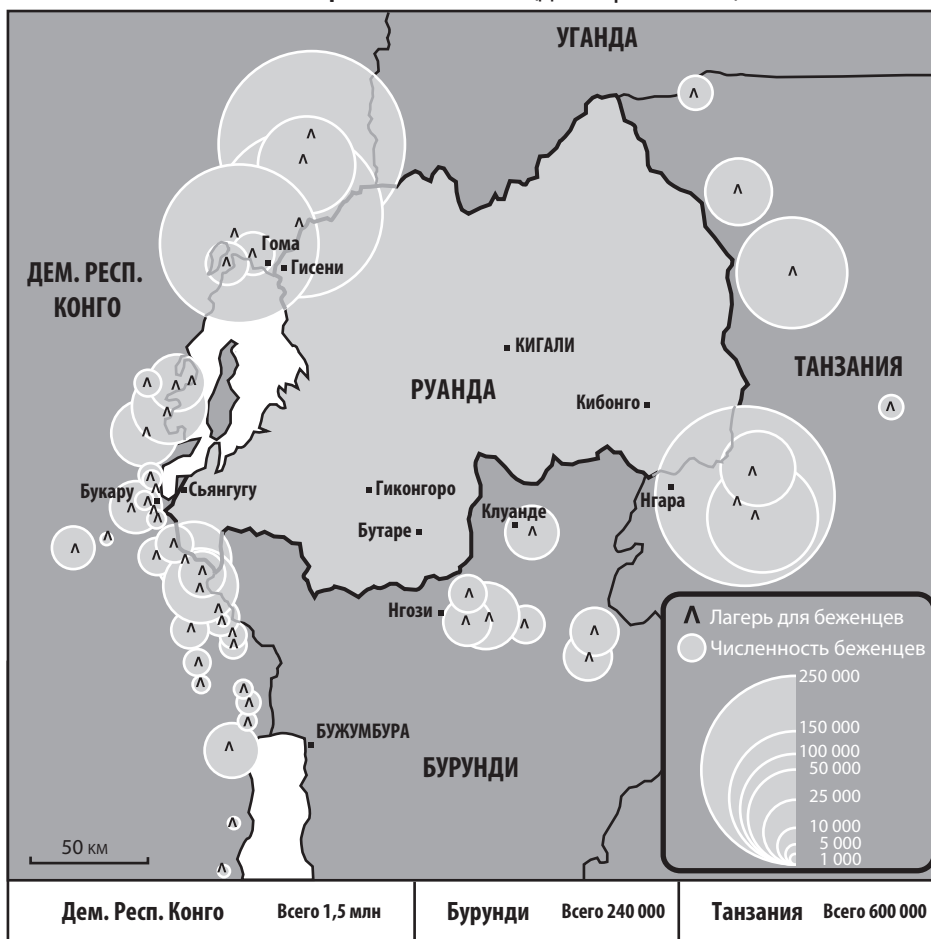 УГАНДА
Гома
Гисени
ДЕМ. РЕСП.
КОНГО
КИГАЛИ
ТАНЗАНИЯ
РУАНДА
Кибонго
Букару
Сьянгугу
Гиконгоро
Нгара
Клуанде
Бутаре
Нгози
БУЖУМБУРА
БУРУНДИ
Лагерь для беженцев
Численность беженцев
250 000
150 000
100 000
50 000
25 000
10 000
5 000
1 000
50 км
Дем. Респ. Конго Всего 1,5 млн
Бурунди Всего 240 000
Танзания Всего 600 000